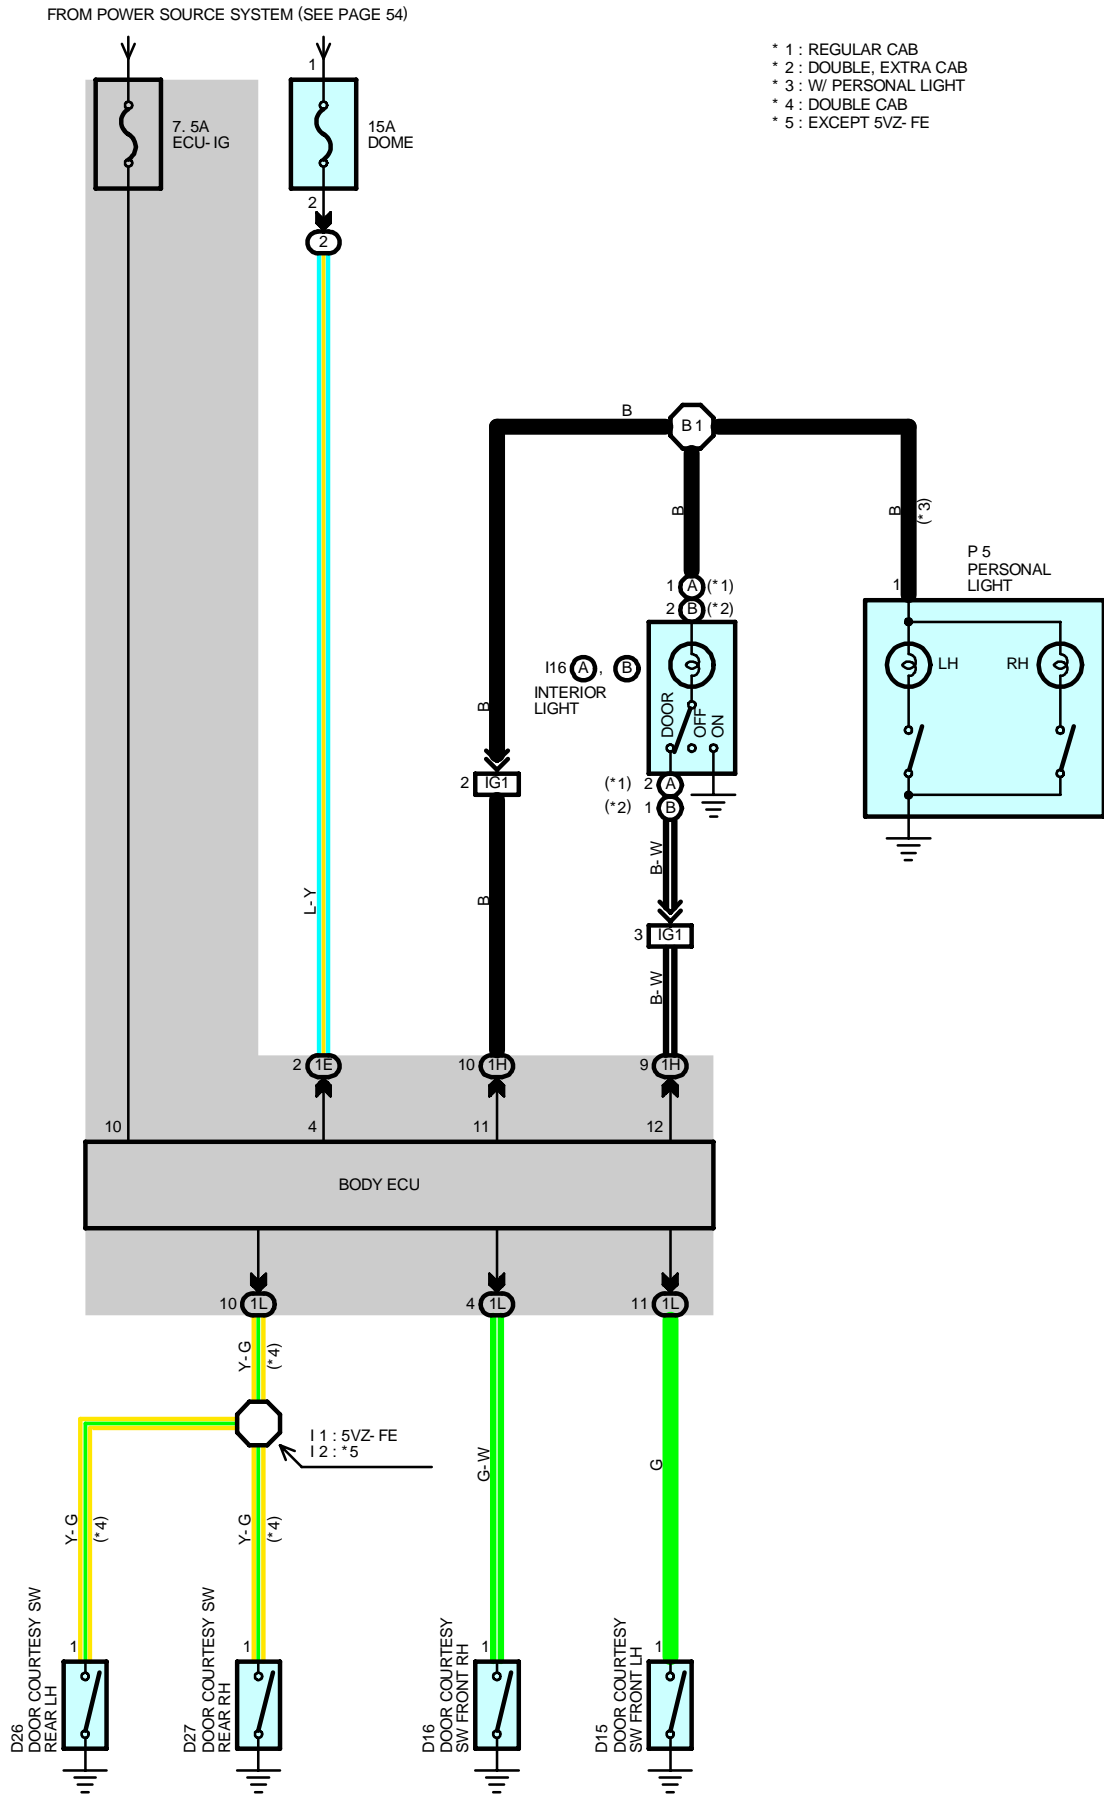 FROM POWER SOURCE SYSTEM (SEE PAGE 54)
* 1 : REGULAR CAB
* 2 : DOUBLE, EXTRA CAB
* 3 : W/ PERSONAL LIGHT
* 4 : DOUBLE CAB
* 5 : EXCEPT 5VZ- FE
1
7. 5A
ECU- IG
15A
DOME
2
2
B
B 1
B
B
(* 3)
P 5
PERSONAL
LIGHT
1
1
A
(* 1)
2
B
(* 2)
I16 A , B
INTERIOR
LIGHT
DOOR
OFF
ON
LH
RH
B
2
IG1
(*1)
2
A
(*2)
1
B
B- W
L- Y
B
3
IG1
B- W
2
1E
10
1H
9
1H
10
4
11
12
BODY ECU
10
1L
4
1L
11
1L
Y- G
(* 4)
I 1 : 5VZ- FE
I 2 : * 5
G- W
G
Y- G
(* 4)
Y- G
(* 4)
1
1
1
1
D26
DOOR COURTESY SW
REAR LH
D27
DOOR COURTESY SW
REAR RH
D16
DOOR COURTESY
SW FRONT RH
D15
DOOR COURTESY
SW FRONT LH